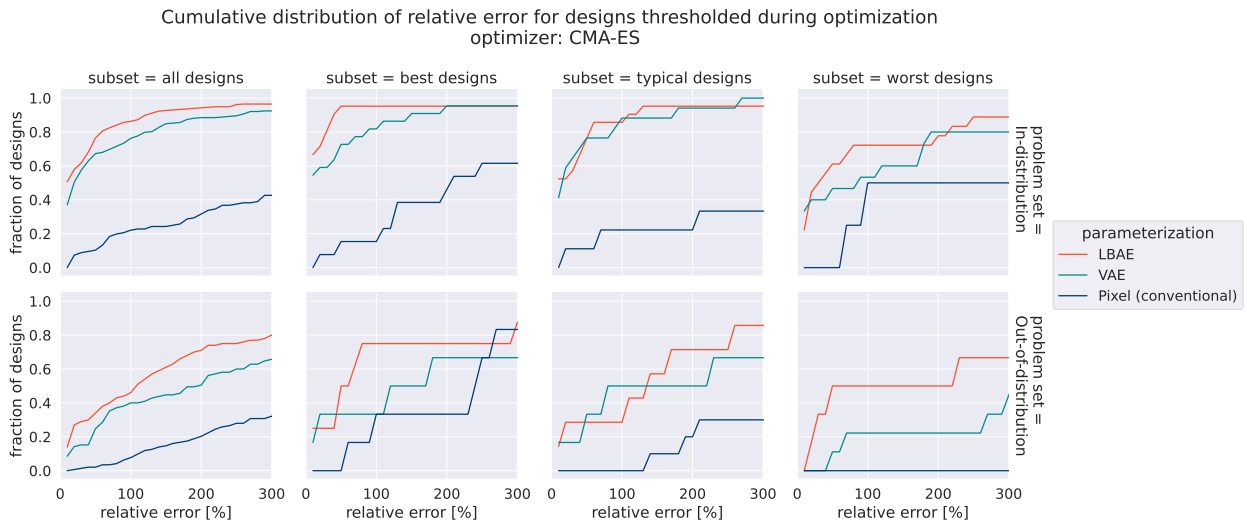 Cumulative distribution of relative error for designs thresholded during optimization
optimizer: CMA-ES
subset = all designs
subset = best designs
subset = typical designs
subset = worst designs
1.0
0.8
0.6
0.4
0.2
0.0
fraction of designs
problem set =
In-distribution
parameterization
LBAE
VAE
Pixel (conventional)
1.0
0.8
0.6
0.4
0.2
0.0
fraction of designs
problem set =
Out-of-distribution
0 100 200 300
0 100 200 300
0 100 200 300
0 100 200 300
relative error [%]
relative error [%]
relative error [%]
relative error [%]